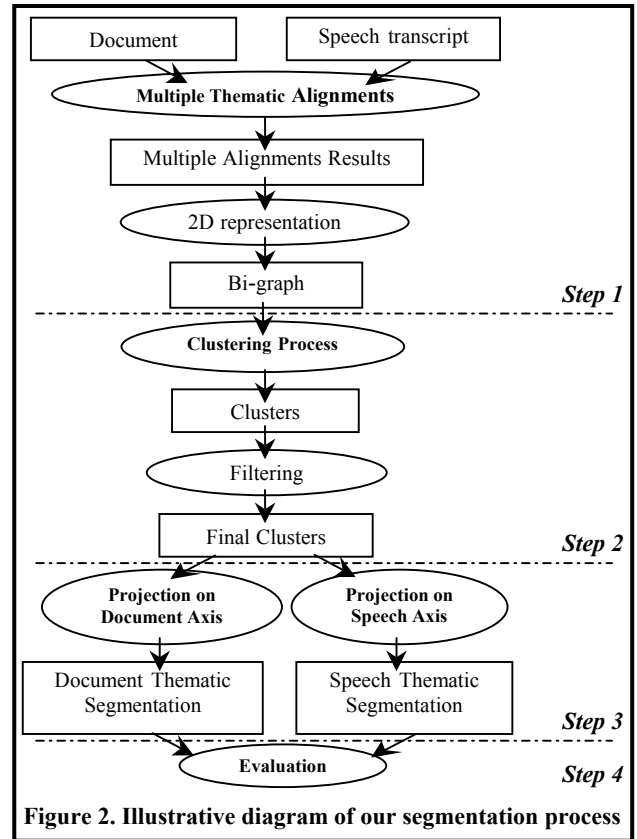 Document
Speech transcript
Multiple Thematic Alignments
Multiple Alignments Results
2D representation
Bi-graph
Step 1
Clustering Process
Clusters
Filtering
Final Clusters
Step 2
Projection on
Document Axis
Projection on
Speech Axis
Document Thematic
Segmentation
Speech Thematic
Segmentation
Step 3
Evaluation
Step 4
Figure 2. Illustrative diagram of our segmentation process